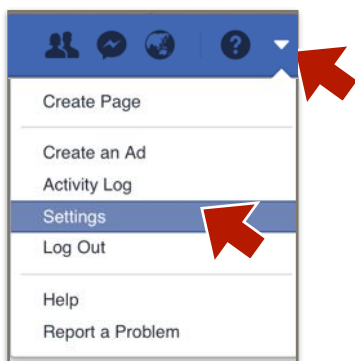 Create Page
Create an Ad
Activity Log
Settings
Log Out
Help
Report a Problem